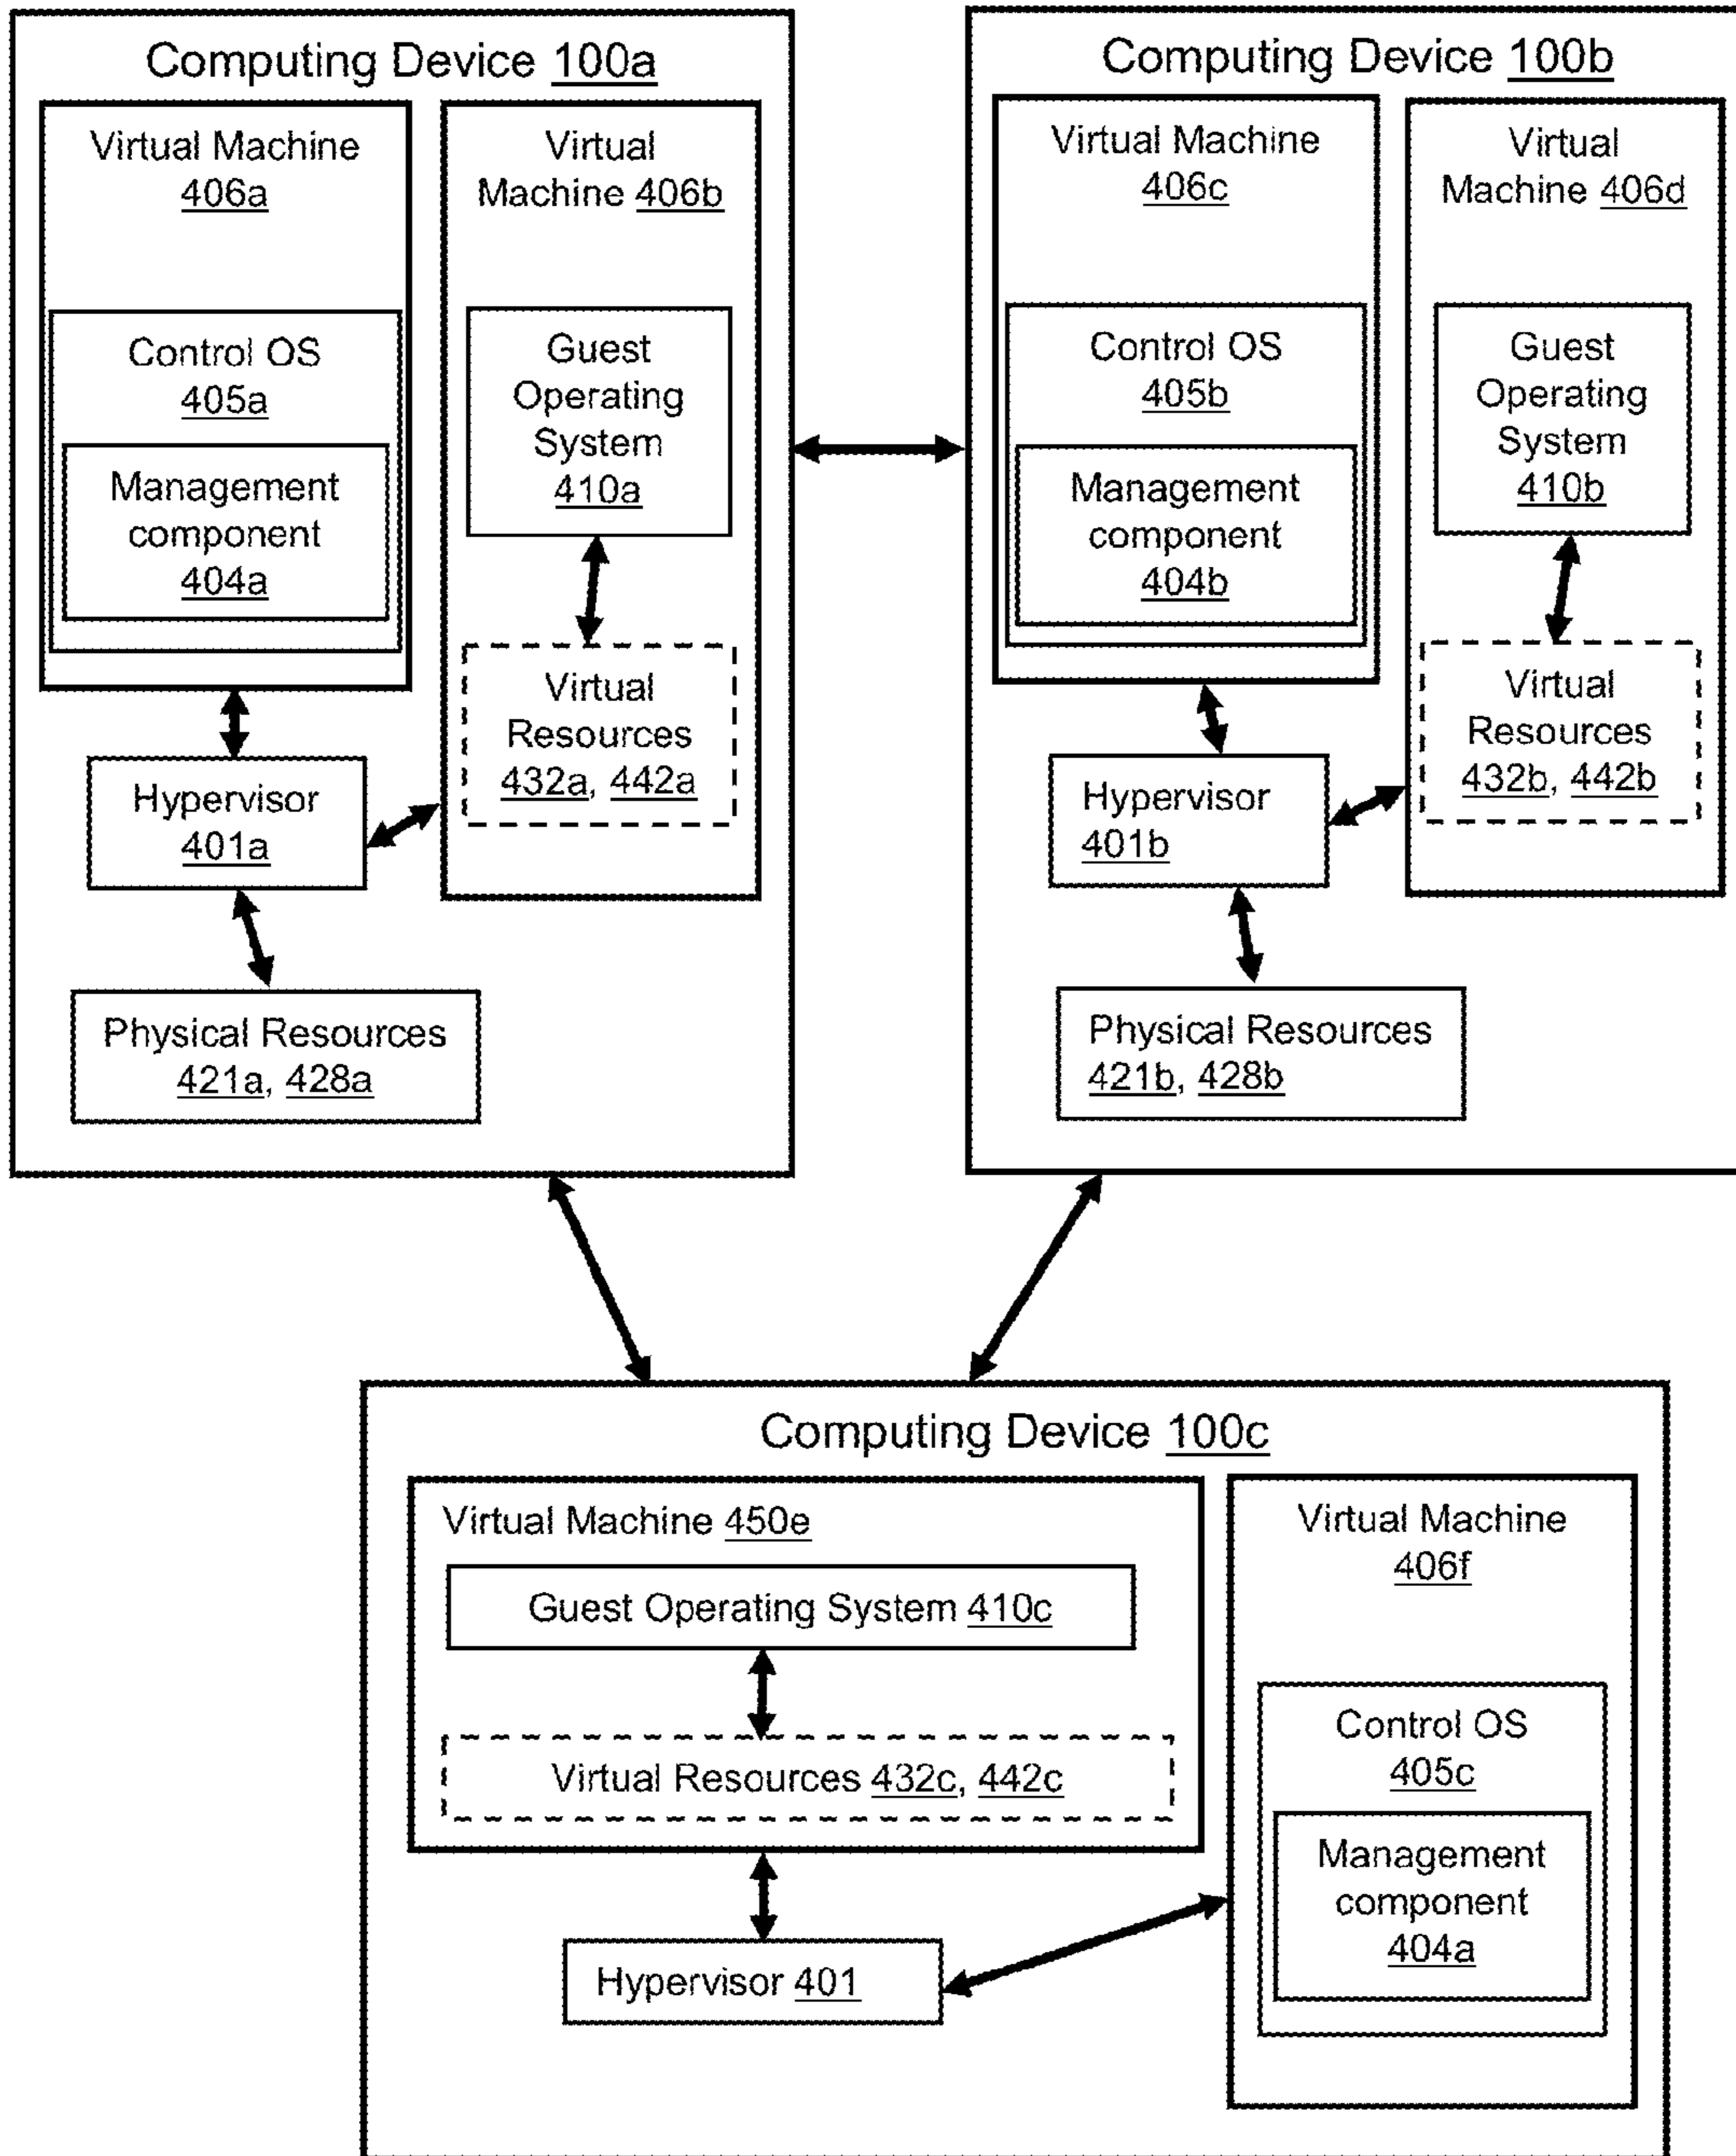 Computing Device 100a
Virtual Machine
406a
Control OS
405a
Management
component
404a
Virtual
Machine 406b
Guest
Operating
System
410a
Virtual
Resources
432a, 442a
Hypervisor
401a
Physical Resources
421a, 428a
Computing Device 100b
Virtual Machine
406c
Control OS
405b
Management
component
404b
Virtual
Machine 406d
Guest
Operating
System
410b
Virtual
Resources
432b, 442b
Hypervisor
401b
Physical Resources
421b, 428b
Computing Device 100c
Virtual Machine 450e
Guest Operating System 410c
Virtual Resources 432c, 442c
Hypervisor 401
Virtual Machine
406f
Control OS
405c
Management
component
404a